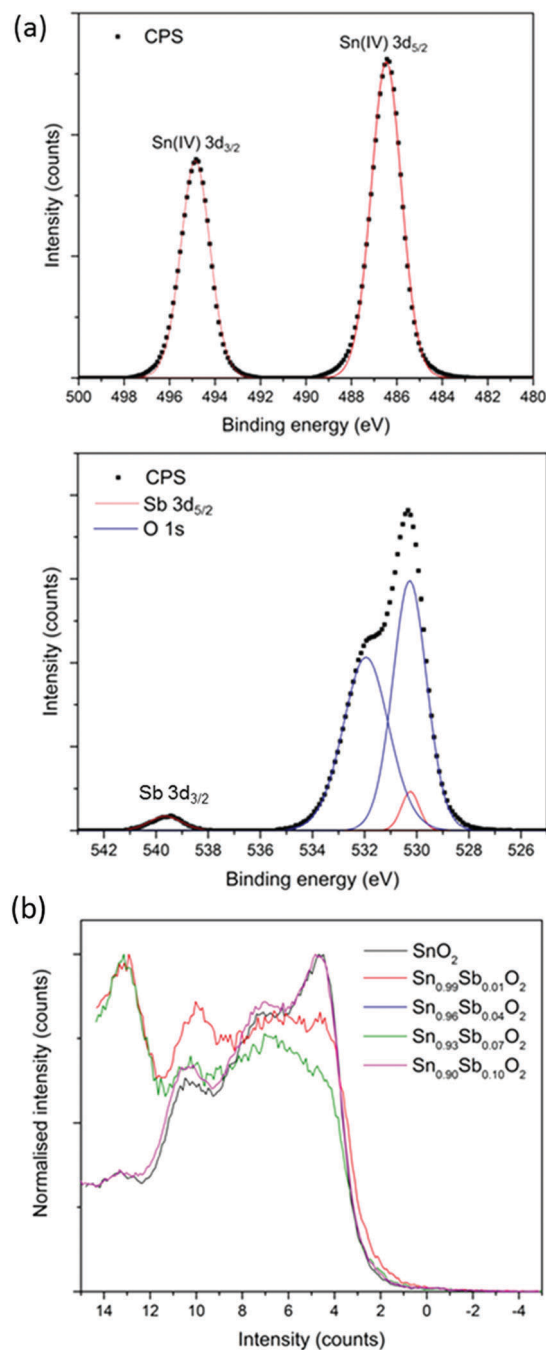 (a)
CPS
Sn(IV) 3d5/2
Sn(IV) 3d3/2
Intensity (counts)
500 498 496 494 492 490 488 486 484 482 480
Binding energy (eV)
CPS
Sb 3d5/2
O 1s
Intensity (counts)
Sb 3d3/2
542 540 538 536 534 532 530 528 526
Binding energy (eV)
(b)
SnO2
Sn0.99Sb0.01O2
Sn0.96Sb0.04O2
Sn0.93Sb0.07O2
Sn0.90Sb0.10O2
Normalised intensity (counts)
14 12 10 8 6 4 2 0 -2 -4
Intensity (counts)